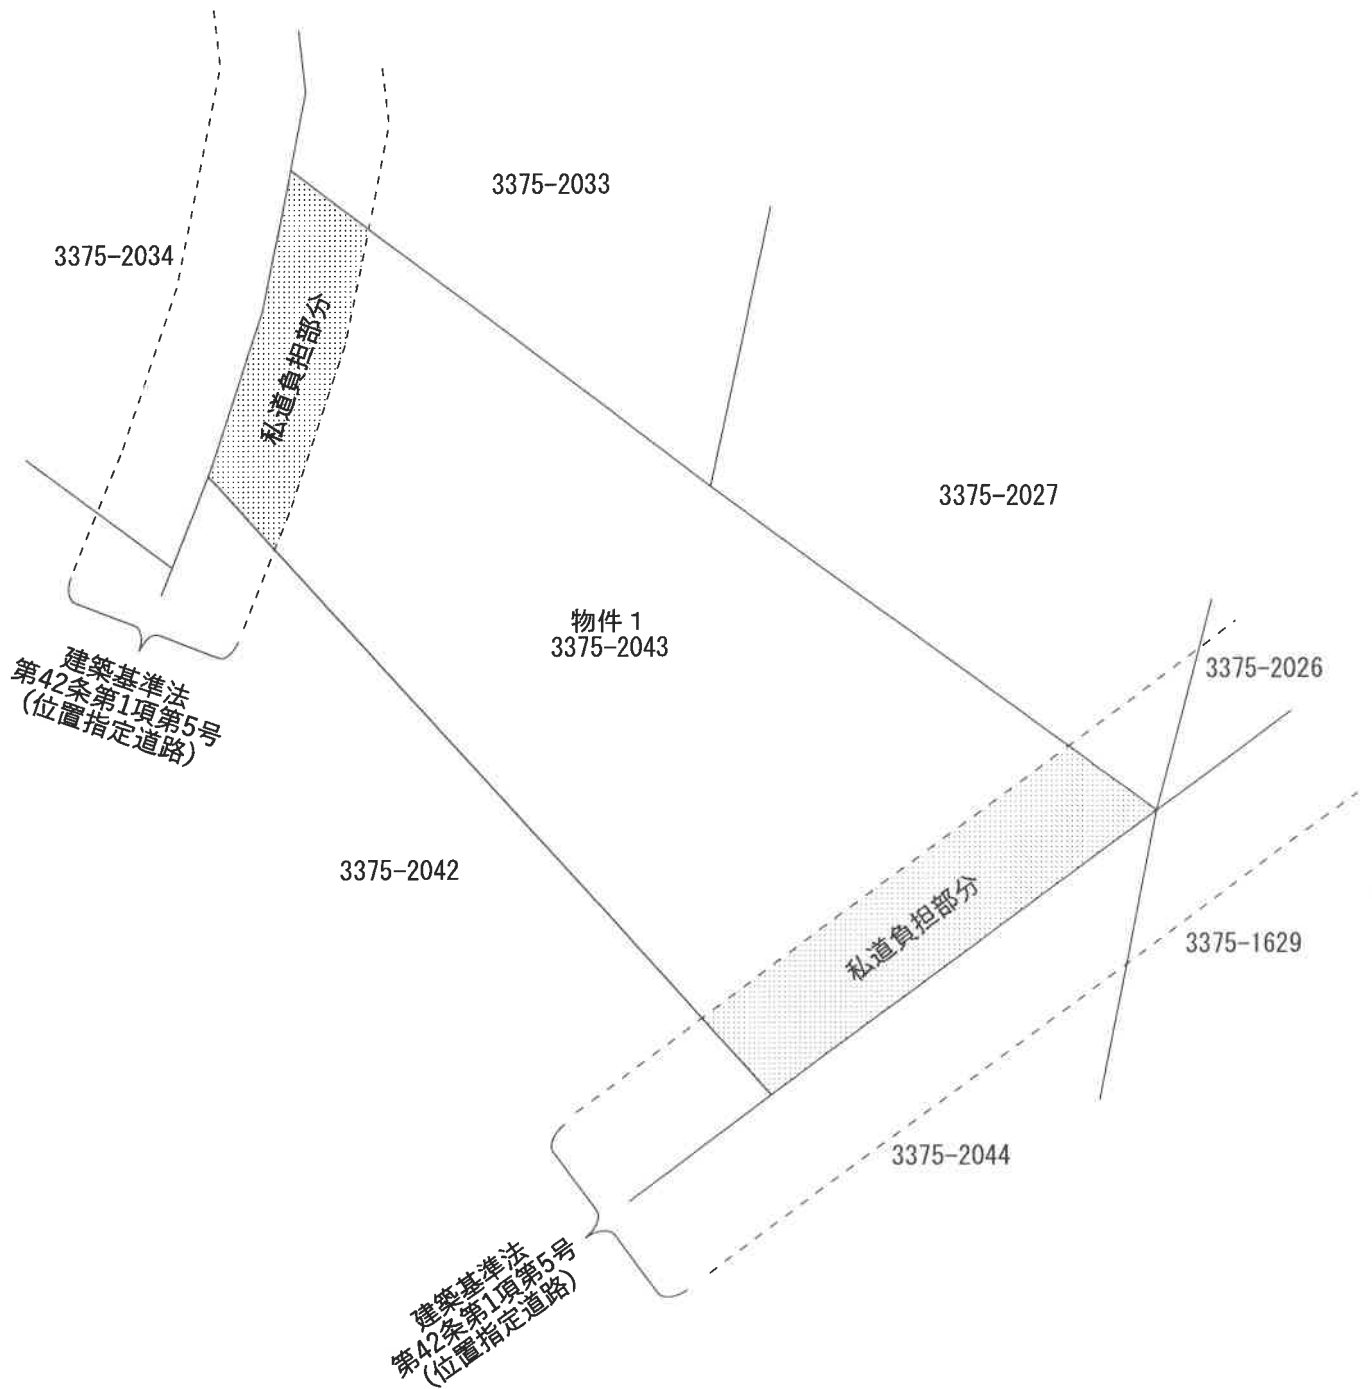 3375-2033
3375-2034
私道負担部分
3375-2027
物件1
3375-2043
3375-2026
建築基準法
第42条第1項第5号
(位置指定道路)
3375-2042
私道負担部分
3375-1629
3375-2044
建築基準法
第42条第1項第5号
(位置指定道路)